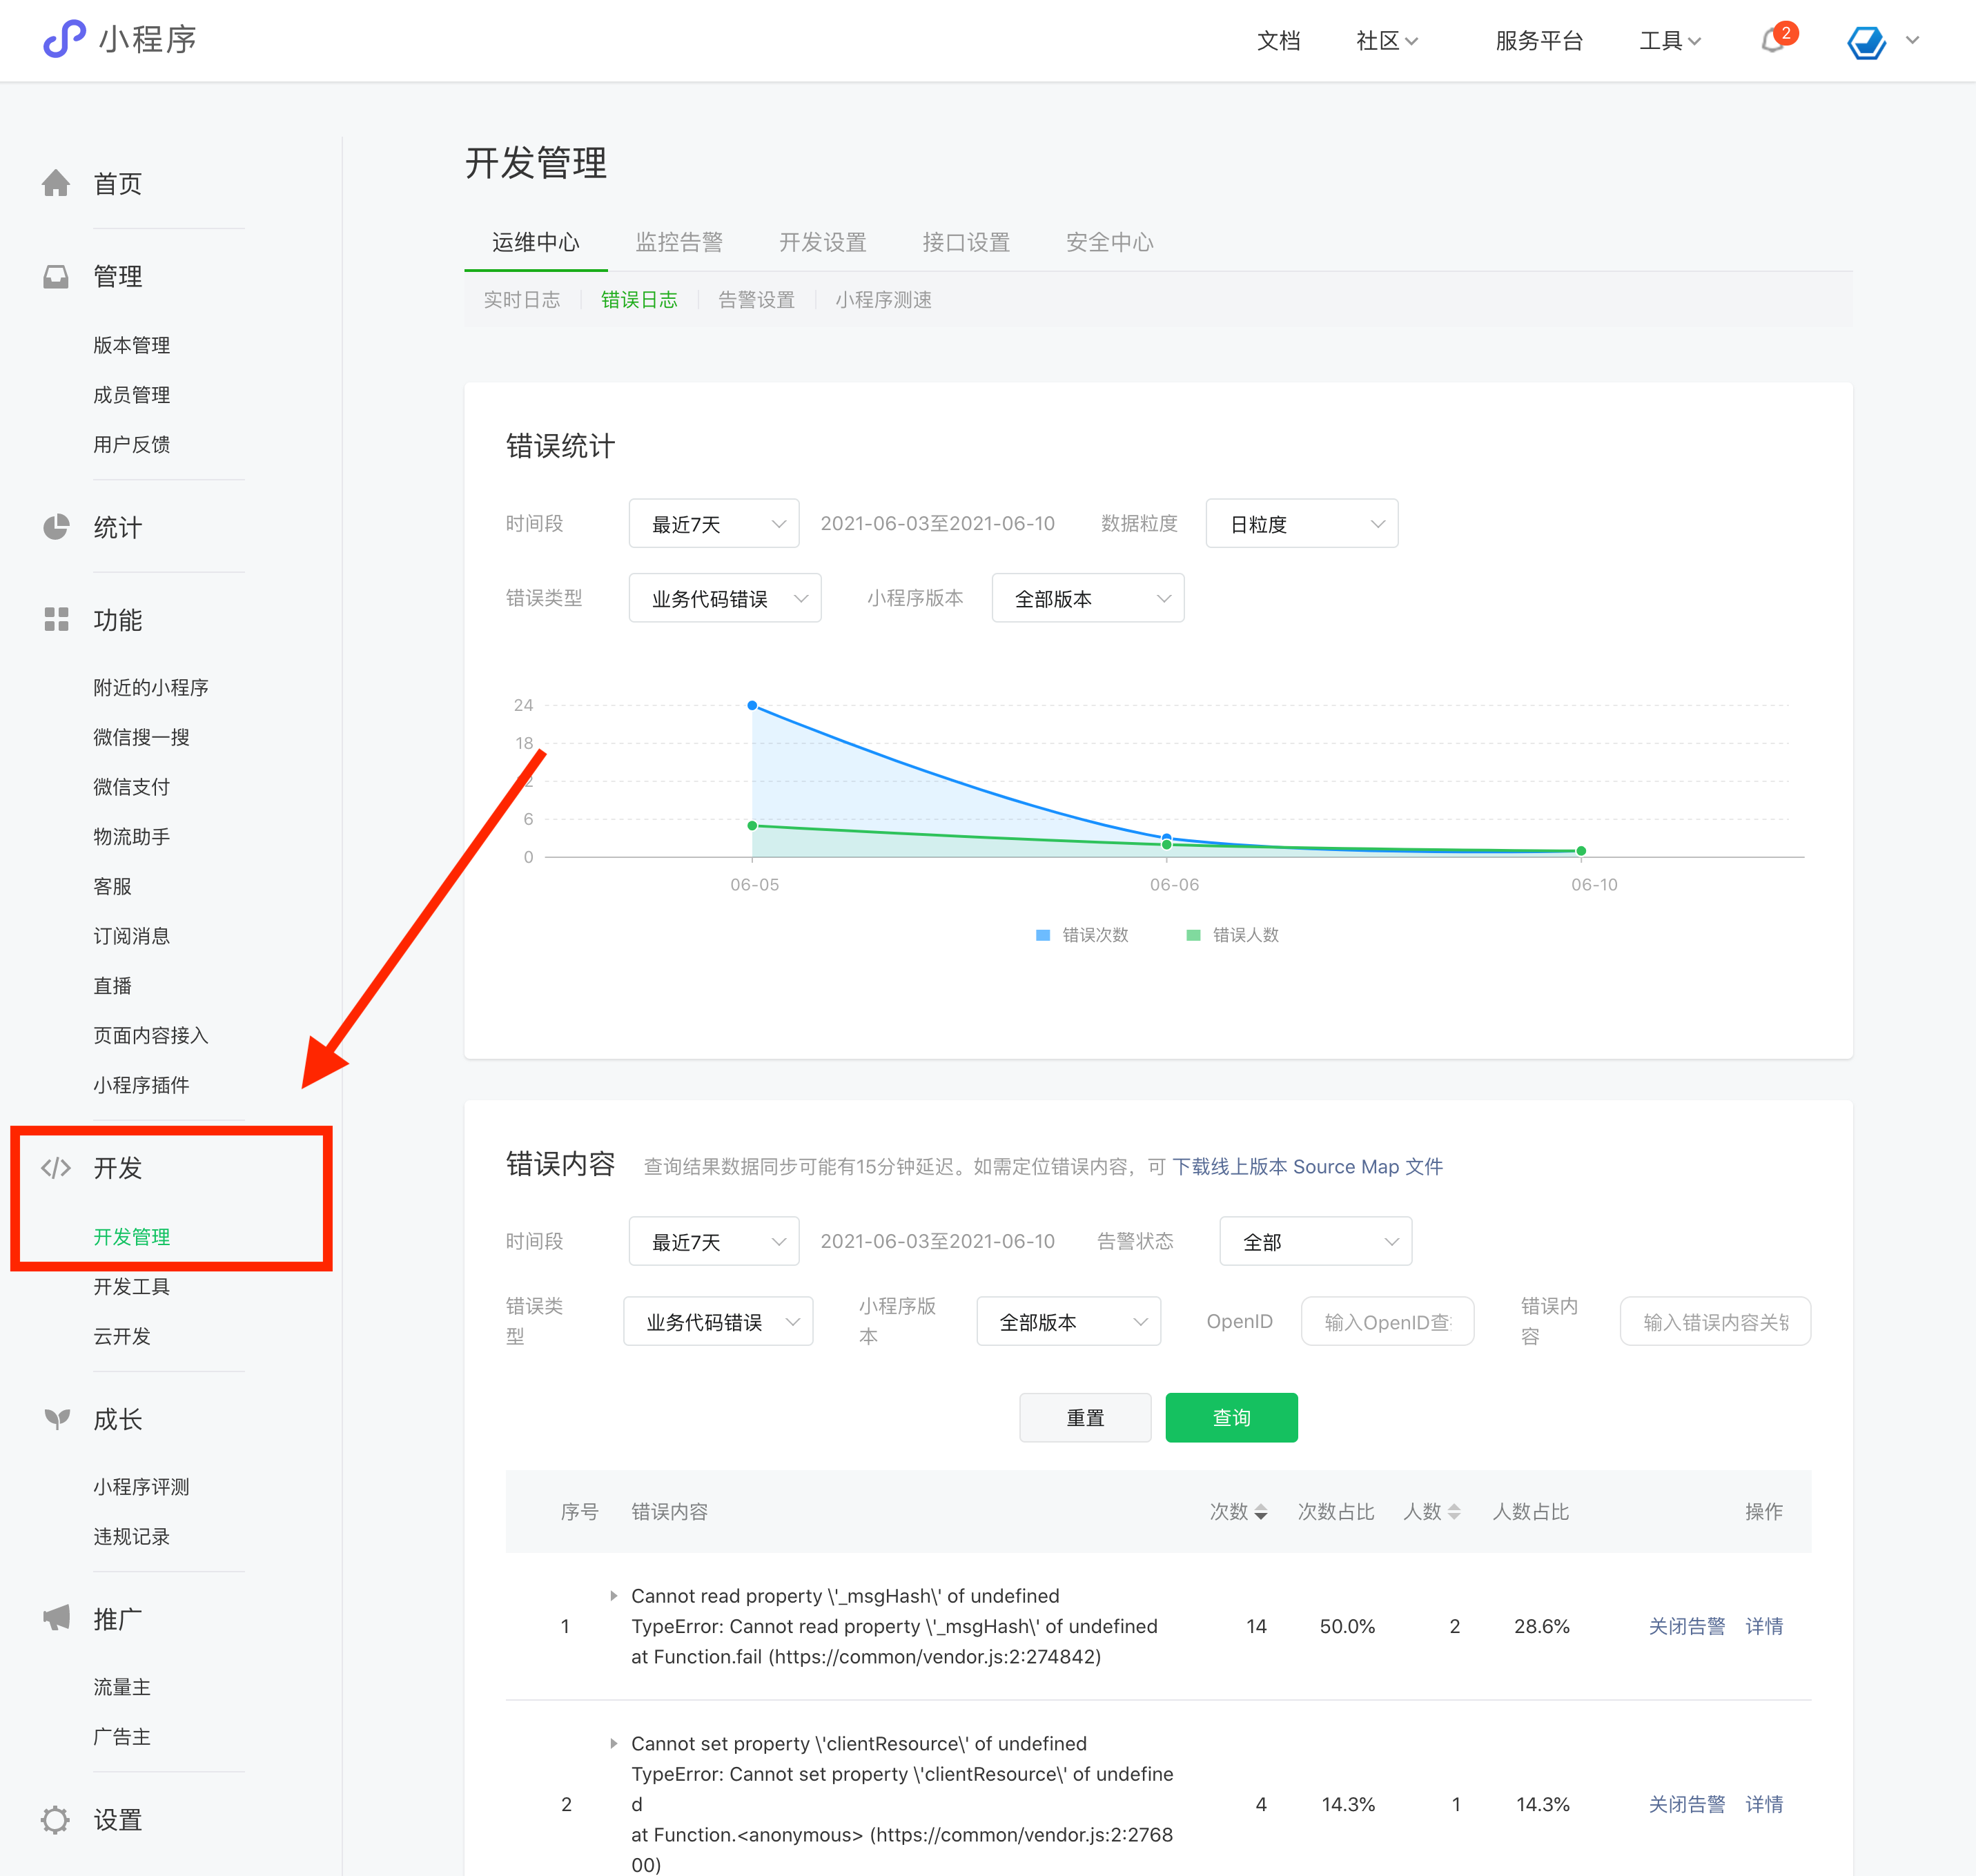 小程序
文档 社区 服务平台 工具 2
首页
管理
版本管理
成员管理
用户反馈
统计
功能
附近的小程序
微信搜一搜
微信支付
物流助手
客服
订阅消息
直播
页面内容接入
小程序插件
开发
开发管理
开发工具
云开发
成长
小程序评测
违规记录
推广
流量主
广告主
设置
开发管理
运维中心 监控告警 开发设置 接口设置 安全中心
实时日志 错误日志 告警设置 小程序测速
错误统计
时间段 最近7天 2021-06-03至2021-06-10 数据粒度 日粒度
错误类型 业务代码错误 小程序版本 全部版本
24
18
6
0
06-05 06-06 06-10
错误次数 错误人数
错误内容 查询结果数据同步可能有15分钟延迟。如需定位错误内容，可 下载线上版本 Source Map 文件
时间段 最近7天 2021-06-03至2021-06-10 告警状态 全部
错误类型 业务代码错误 小程序版本 全部版本 OpenID 输入OpenID查 错误内容 输入错误内容关
重置 查询
序号 错误内容 次数 次数占比 人数 人数占比 操作
Cannot read property \'_msgHash\' of undefined
1 TypeError: Cannot read property \'_msgHash\' of undefined 14 50.0% 2 28.6% 关闭告警 详情
at Function.fail (https://common/vendor.js:2:274842)
Cannot set property \'clientResource\' of undefined
TypeError: Cannot set property \'clientResource\' of undefine
2 d 4 14.3% 1 14.3% 关闭告警 详情
at Function.<anonymous> (https://common/vendor.js:2:2768
00)